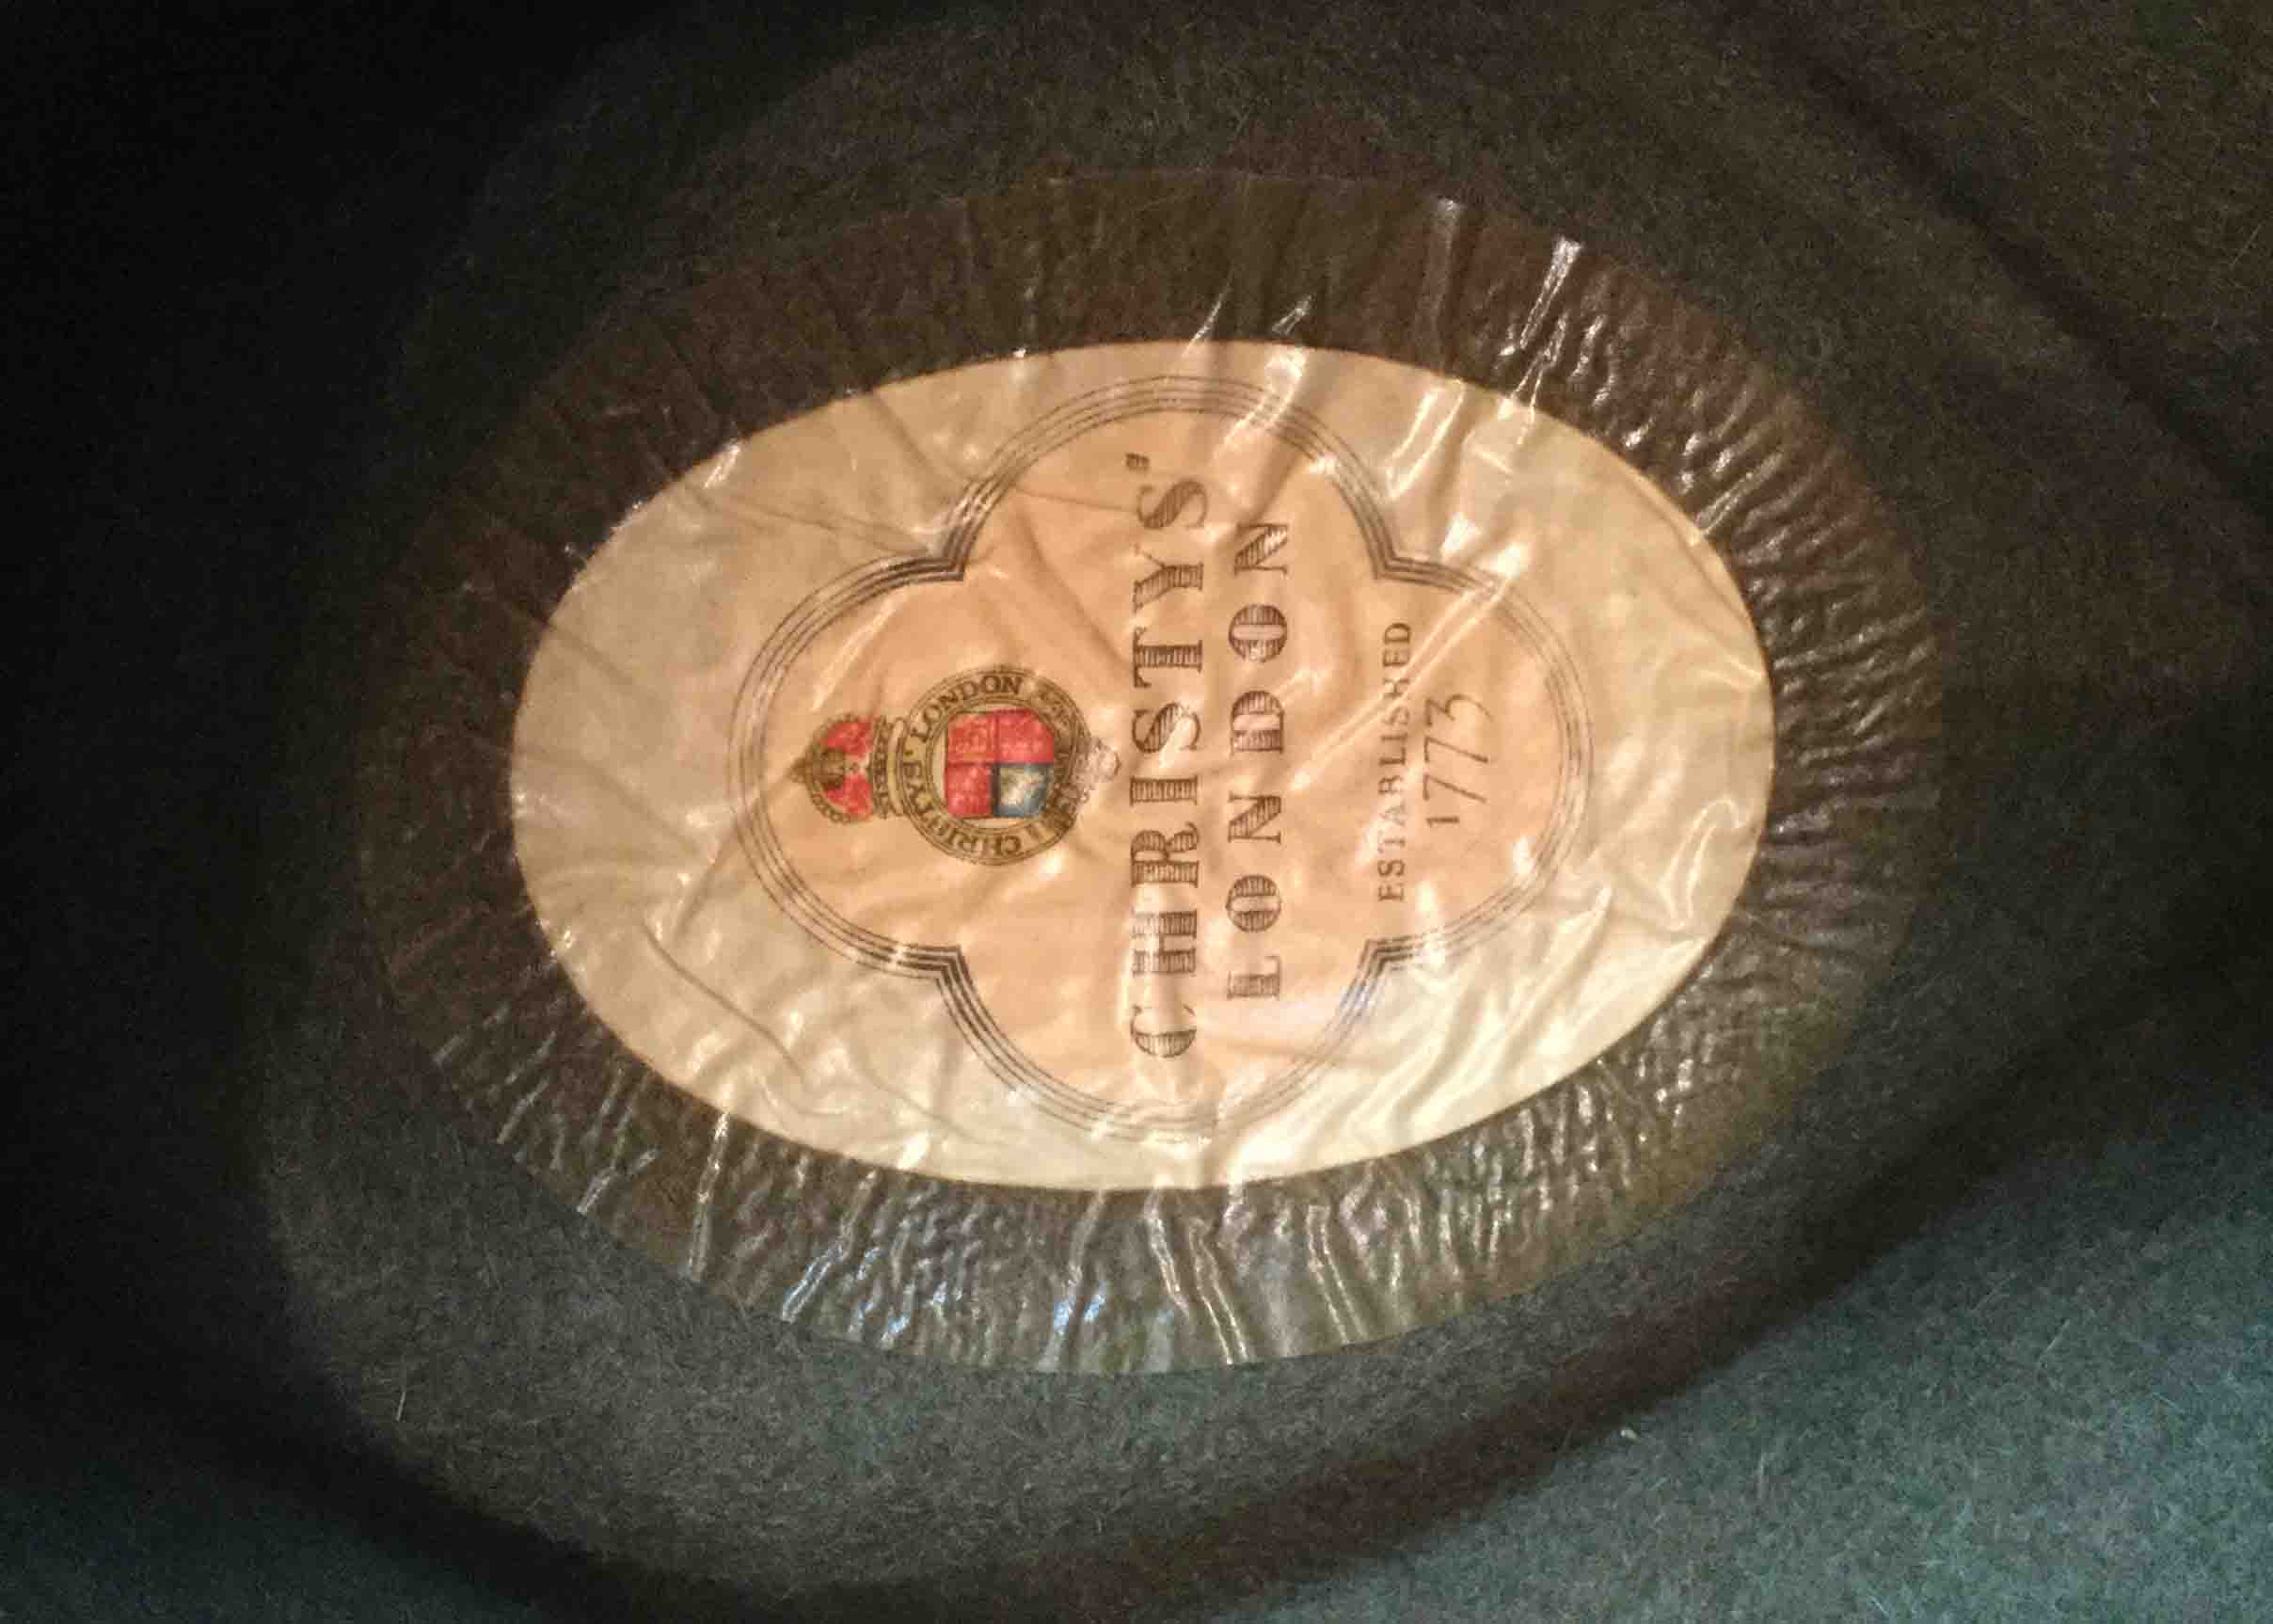 CHRISTYS' LONDON
CHRISTYS'
LONDON
ESTABLISHED
1773